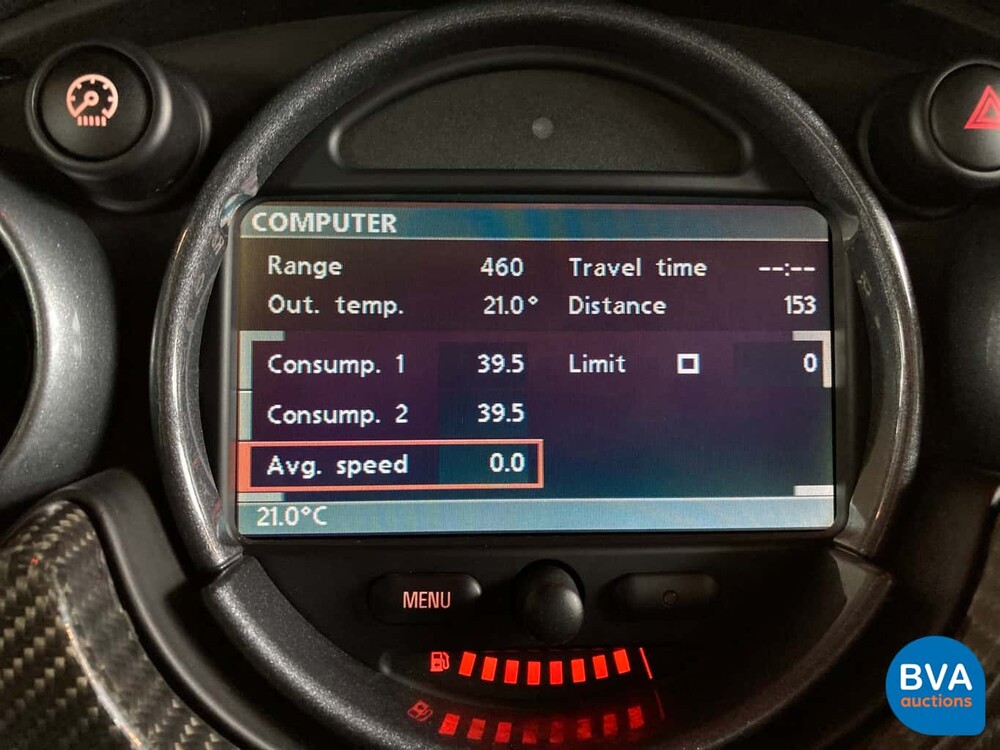 COMPUTER
Range 460 Travel time --:--
Out. temp. 21.0° Distance 153
Consump. 1 39.5 Limit 0
Consump. 2 39.5
Avg. speed 0.0
21.0°C
MENU
BVA
auctions